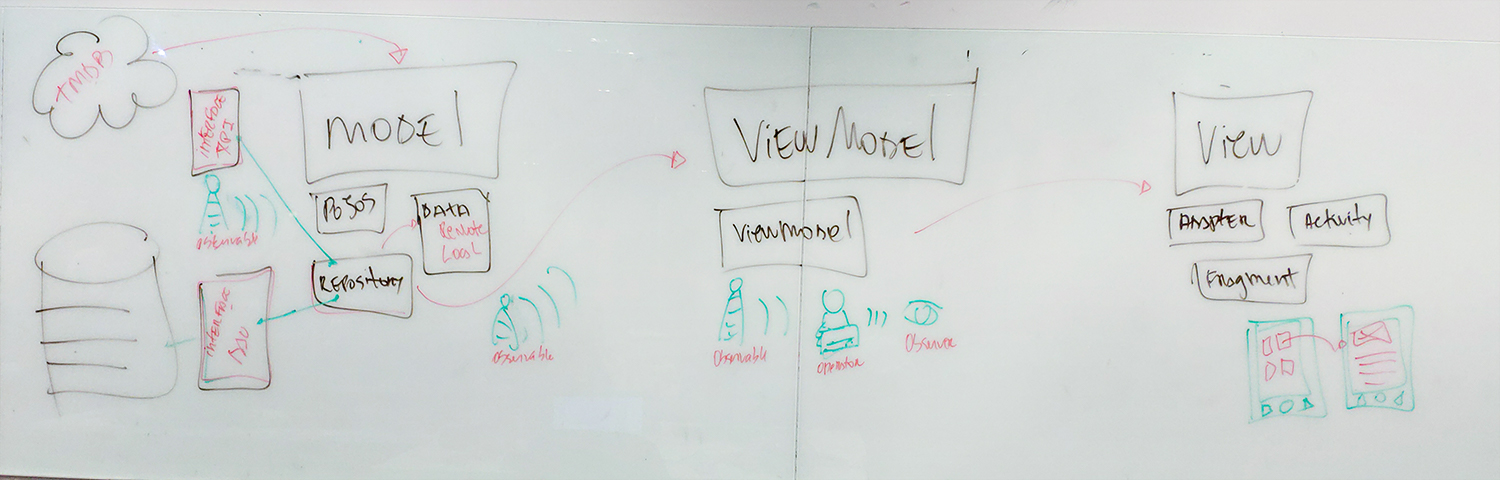 TMDB
INTERFACE
API
MODEL
POJOS
DATA
Remote
Local
Observable
REPOSITORY
INTERFACE
DAO
Observable
VIEWMODEL
VIEWMODEL
Observable
Operator
Observer
VIEW
ADAPTER
Activity
Fragment